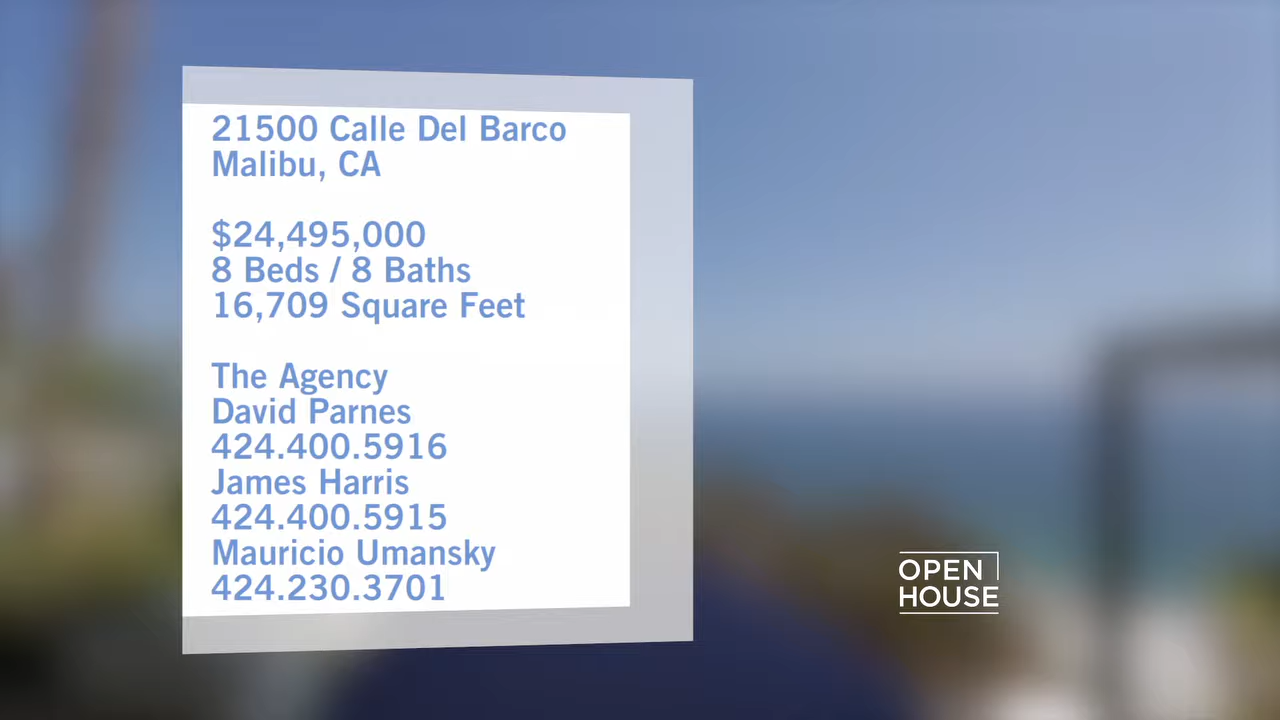 21500 Calle Del Barco
Malibu, CA
$24,495,000
8 Beds / 8 Baths
16,709 Square Feet
The Agency
David Parnes
424.400.5916
James Harris
424.400.5915
Mauricio Umansky
424.230.3701
OPEN
HOUSE